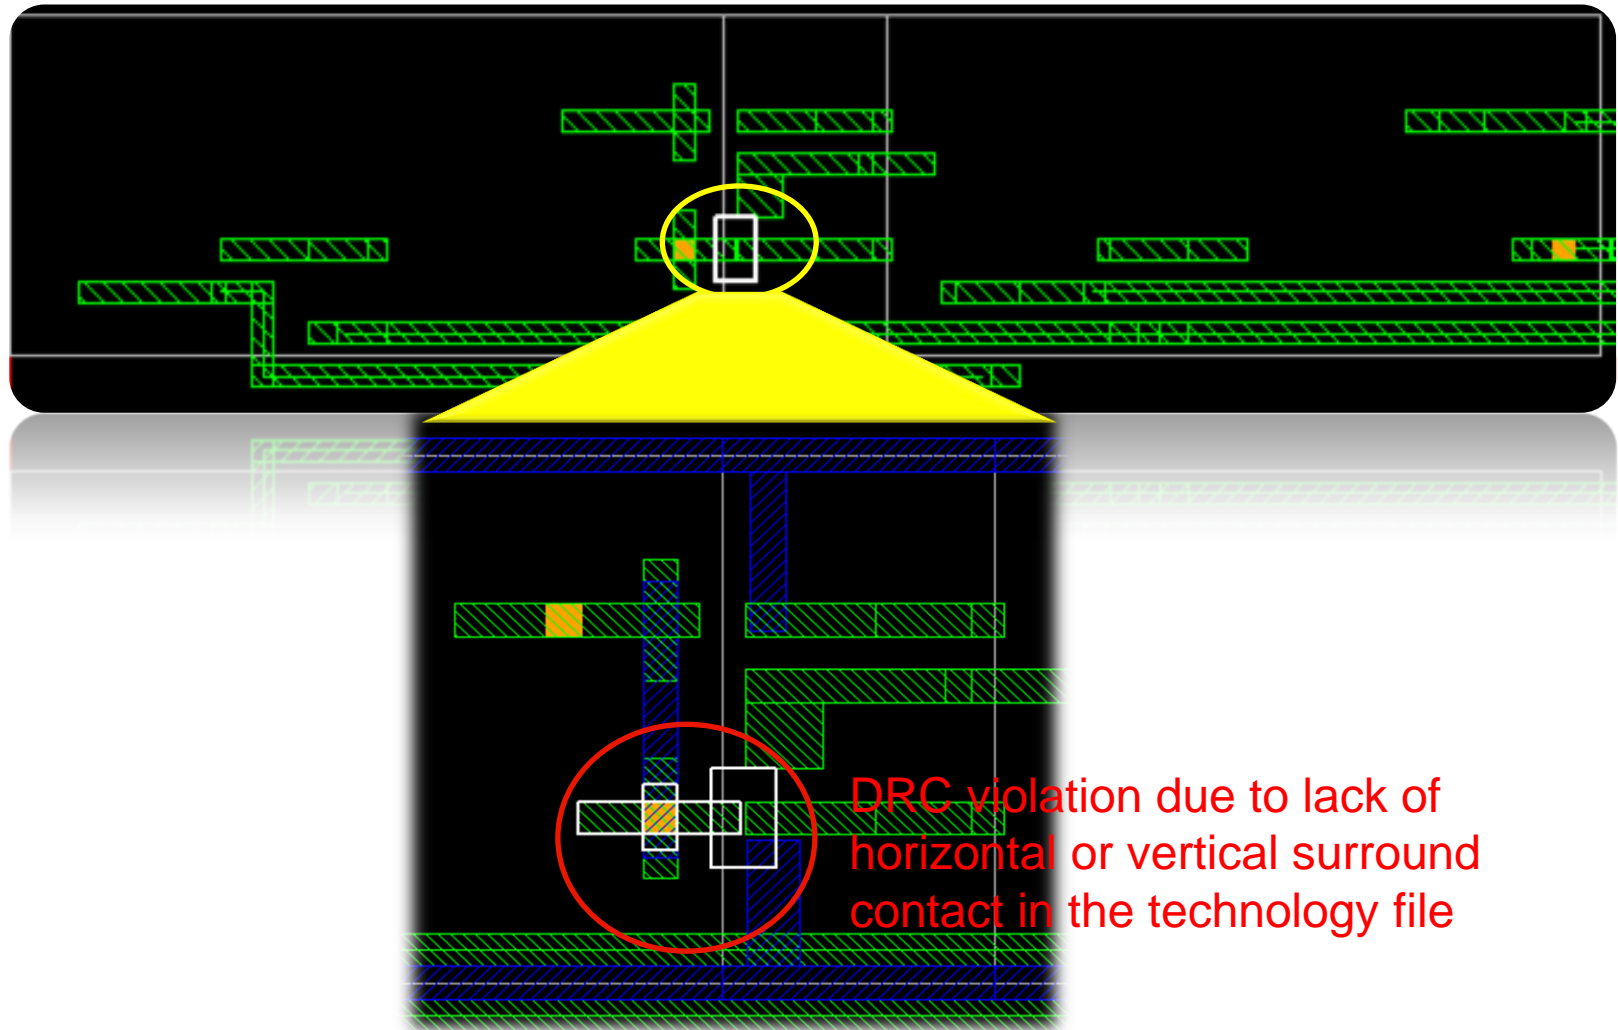 DRC violation due to lack of
horizontal or vertical surround
contact in the technology file